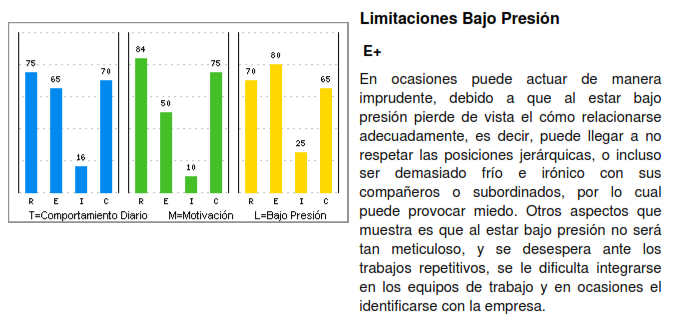 75 65 16 70
84 50 10 75
70 80 25 65
R E I C R E I C R E I C
T=Comportamiento Diario M=Motivación L=Bajo Presión
Limitaciones Bajo Presión
E+
En ocasiones puede actuar de manera
imprudente, debido a que al estar bajo
presión pierde de vista el cómo relacionarse
adecuadamente, es decir, puede llegar a no
respetar las posiciones jerárquicas, o incluso
ser demasiado frío e irónico con sus
compañeros o subordinados, por lo cual
puede provocar miedo. Otros aspectos que
muestra es que al estar bajo presión no será
tan meticuloso, y se desespera ante los
trabajos repetitivos, se le dificulta integrarse
en los equipos de trabajo y en ocasiones el
identificarse con la empresa.